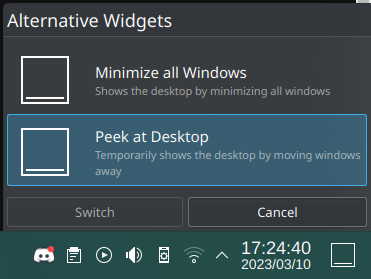 Alternative Widgets
Minimize all Windows
Shows the desktop by minimizing all windows
Peek at Desktop
Temporarily shows the desktop by moving windows
away
Switch
Cancel
17:24:40
2023/03/10